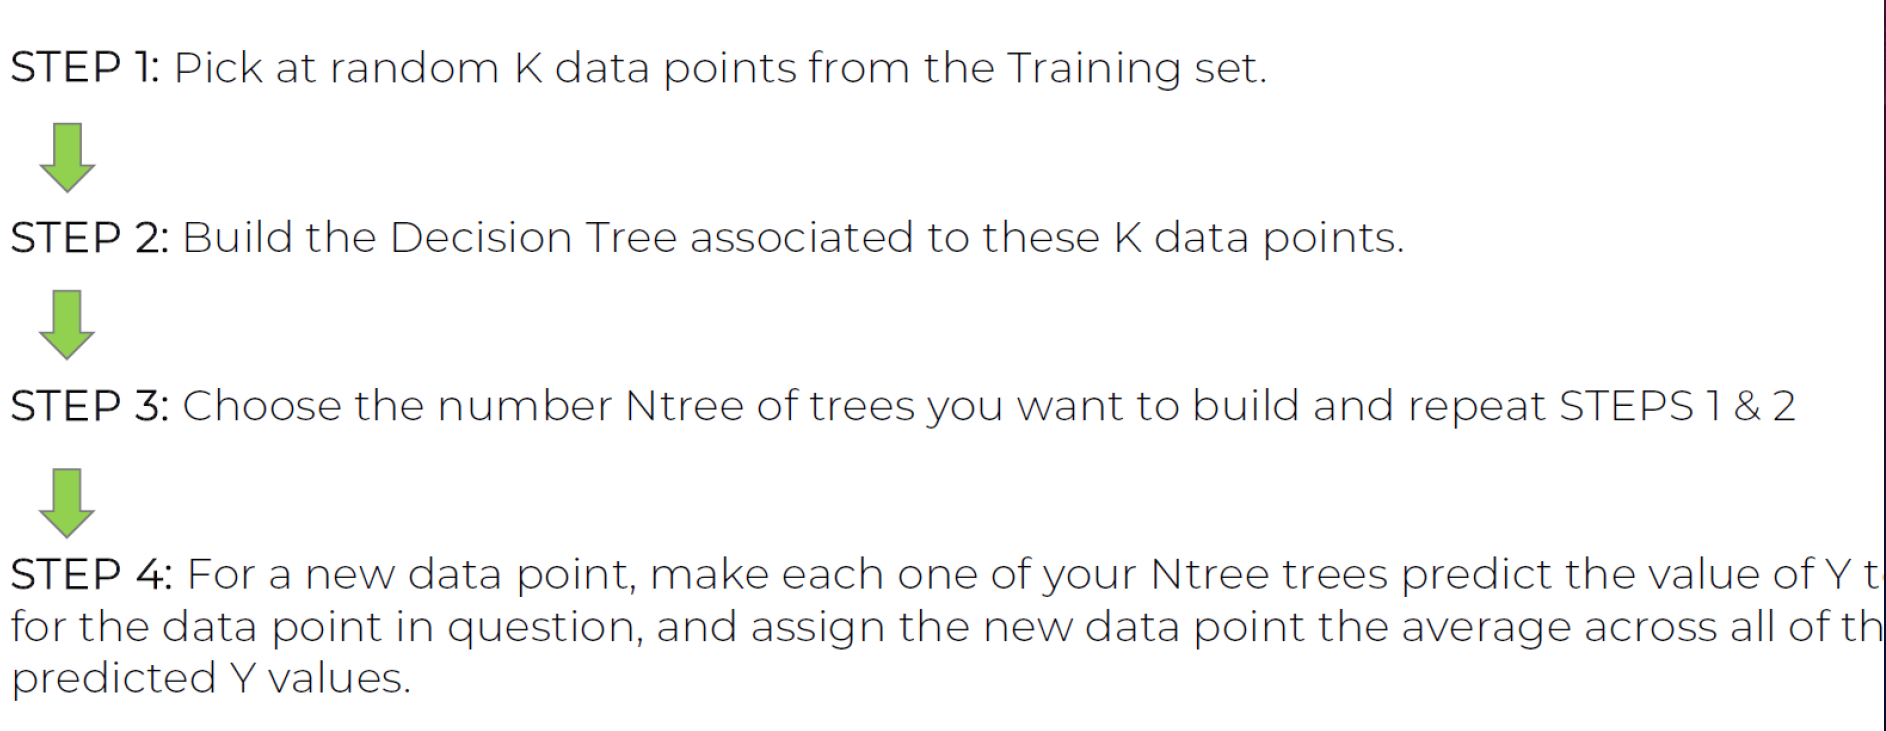 STEP 1: Pick at random K data points from the Training set.
STEP 2: Build the Decision Tree associated to these K data points.
STEP 3: Choose the number Ntree of trees you want to build and repeat STEPS 1 & 2
STEP 4: For a new data point, make each one of your Ntree trees predict the value of Y
for the data point in question, and assign the new data point the average across all of
predicted Y values.